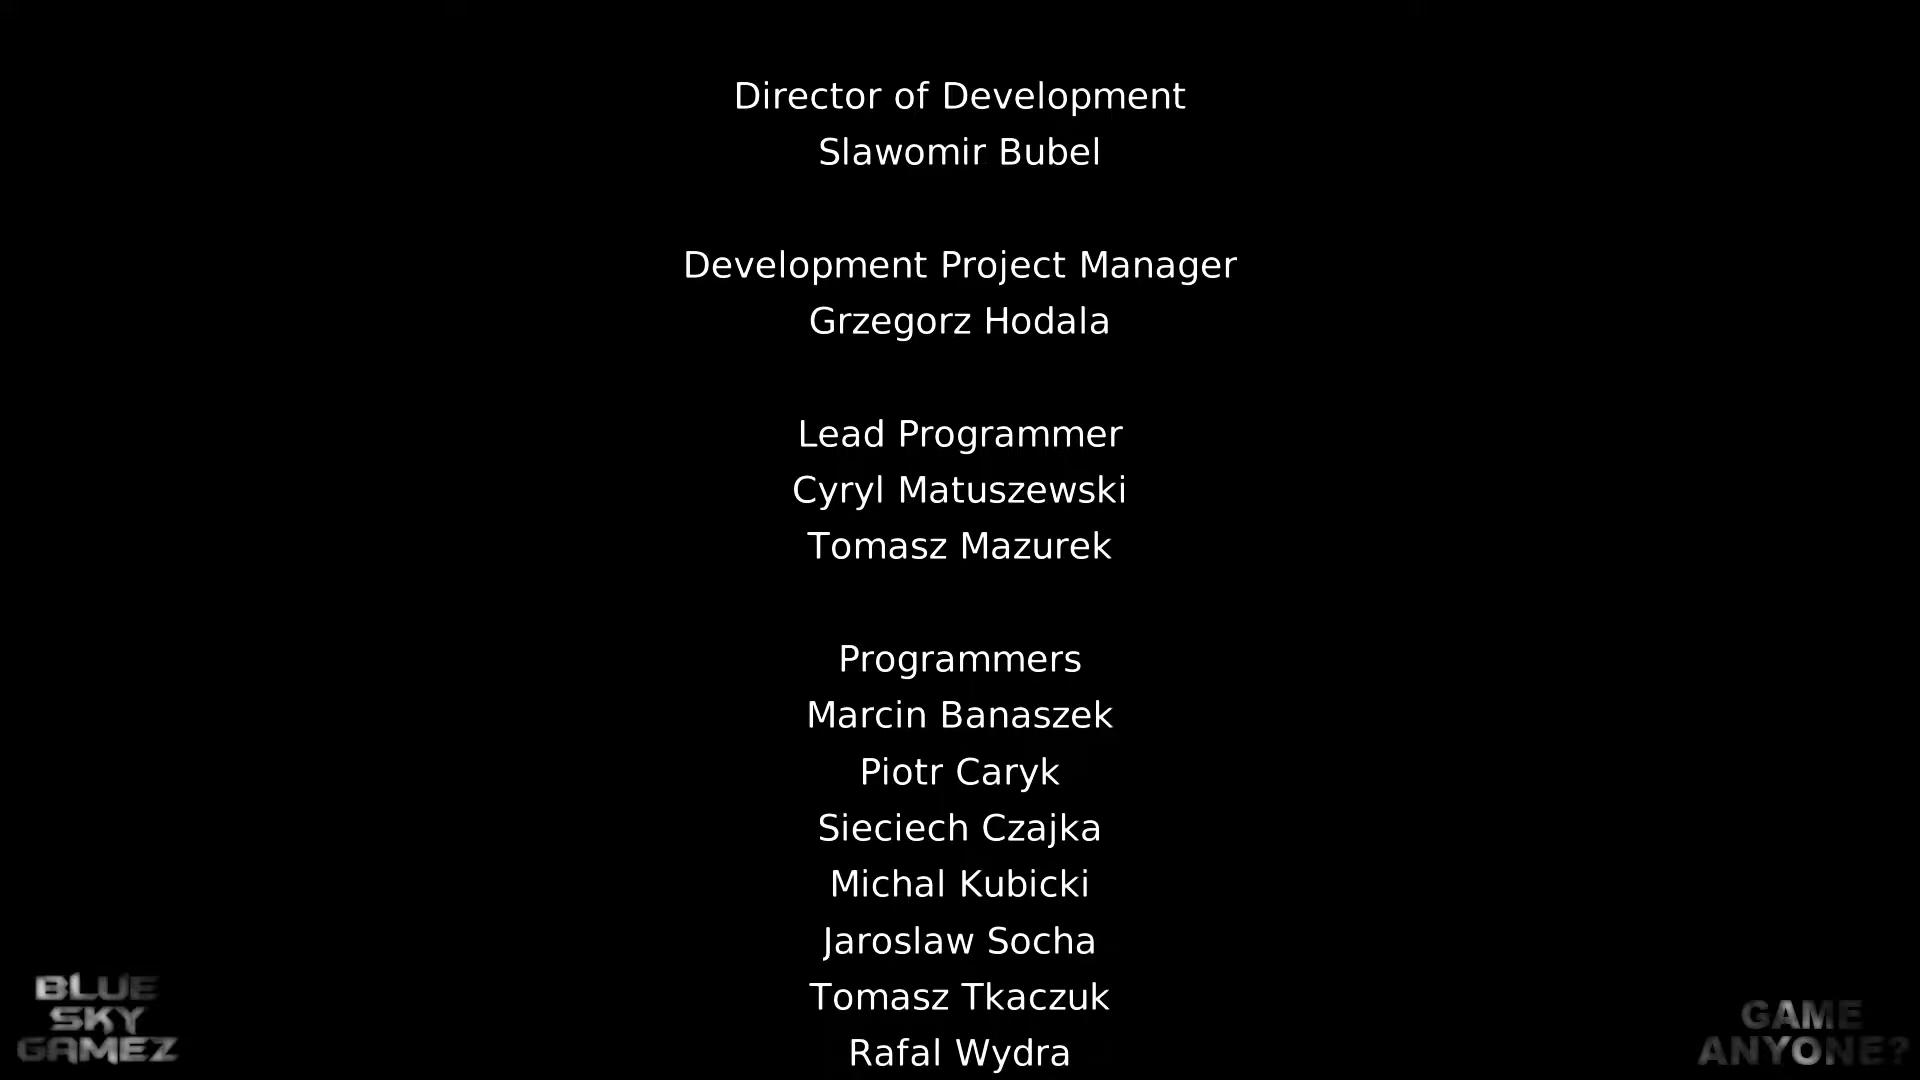 Director of Development
Slawomir Bubel
Development Project Manager
Grzegorz Hodala
Lead Programmer
Cyryl Matuszewski
Tomasz Mazurek
Programmers
Marcin Banaszek
Piotr Caryk
Sieciech Czajka
Michal Kubicki
Jaroslaw Socha
Tomasz Tkaczuk
Rafal Wydra
BLUE
SKY
GAMEZ
GAME
ANYONE?